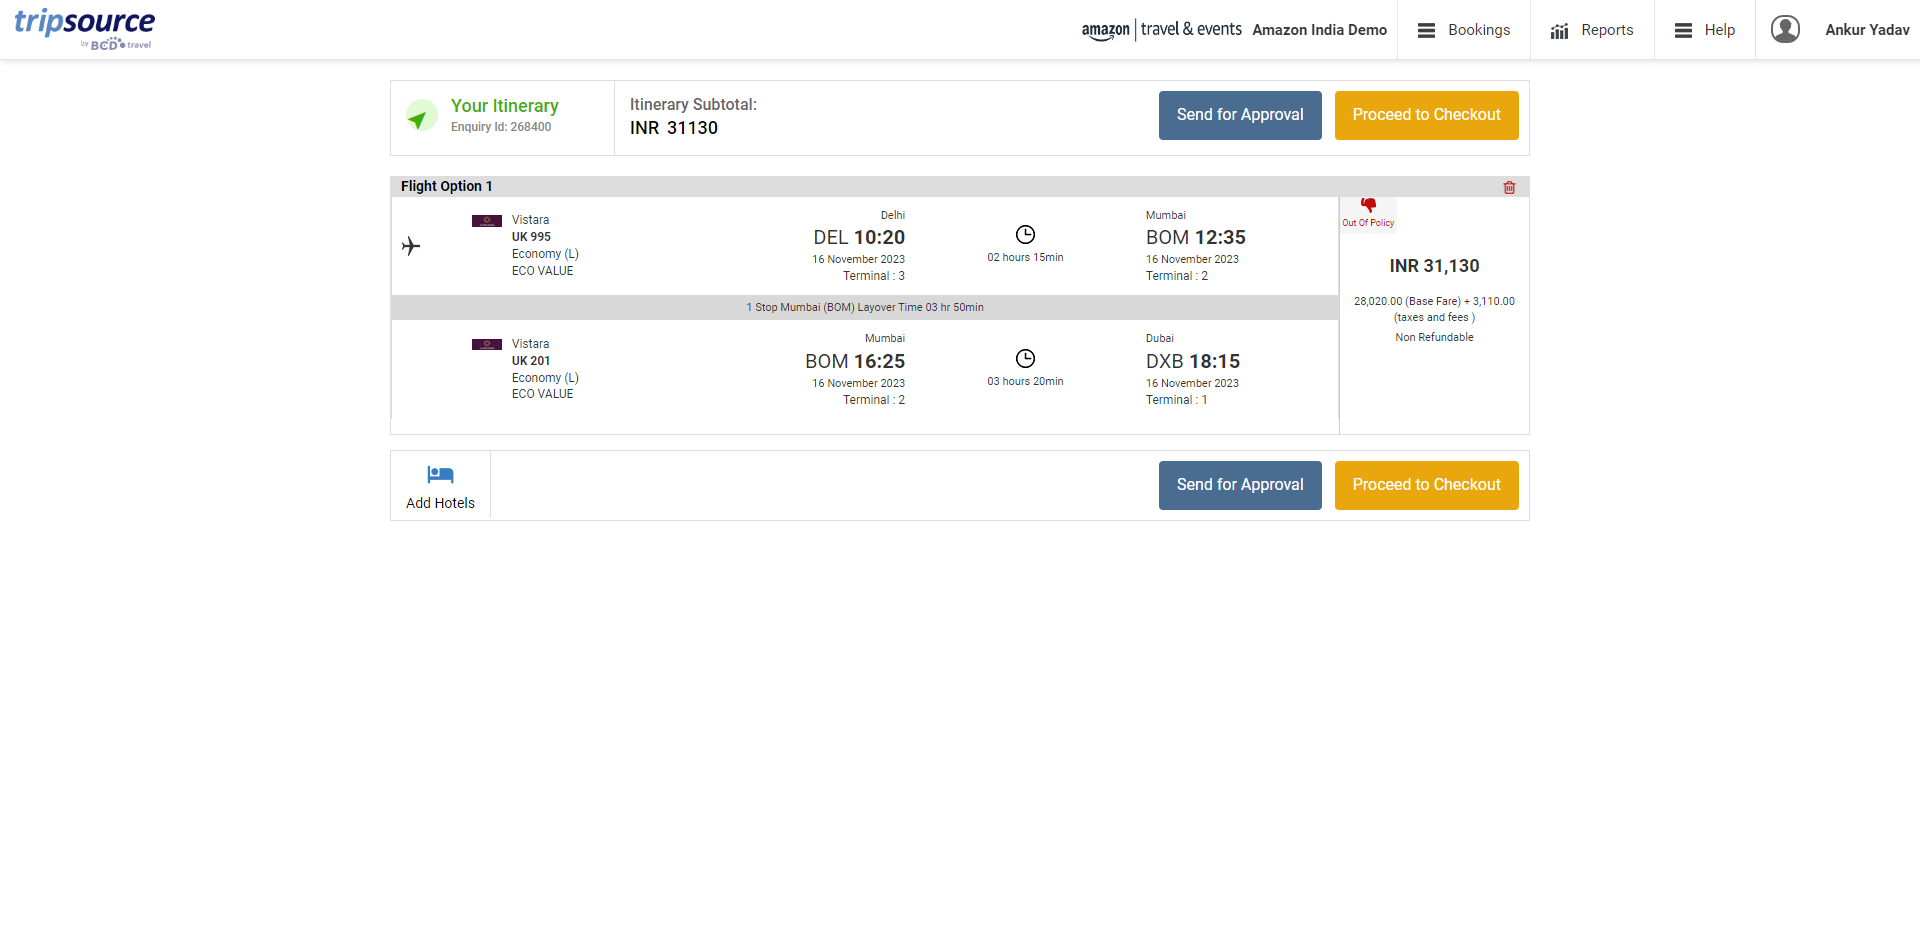 tripsource
by BCD travel
amazon | travel & events
Amazon India Demo
Bookings
Reports
Help
Ankur Yadav
Your Itinerary
Enquiry Id: 268400
Itinerary Subtotal:
INR 31130
Send for Approval
Proceed to Checkout
Flight Option 1
Vistara
UK 995
Economy (L)
ECO VALUE
Delhi
DEL 10:20
16 November 2023
Terminal : 3
02 hours 15min
Mumbai
BOM 12:35
16 November 2023
Terminal : 2
Out Of Policy
INR 31,130
28,020.00 (Base Fare) + 3,110.00
(taxes and fees )
Non Refundable
1 Stop Mumbai (BOM) Layover Time 03 hr 50min
Vistara
UK 201
Economy (L)
ECO VALUE
Mumbai
BOM 16:25
16 November 2023
Terminal : 2
03 hours 20min
Dubai
DXB 18:15
16 November 2023
Terminal : 1
Add Hotels
Send for Approval
Proceed to Checkout